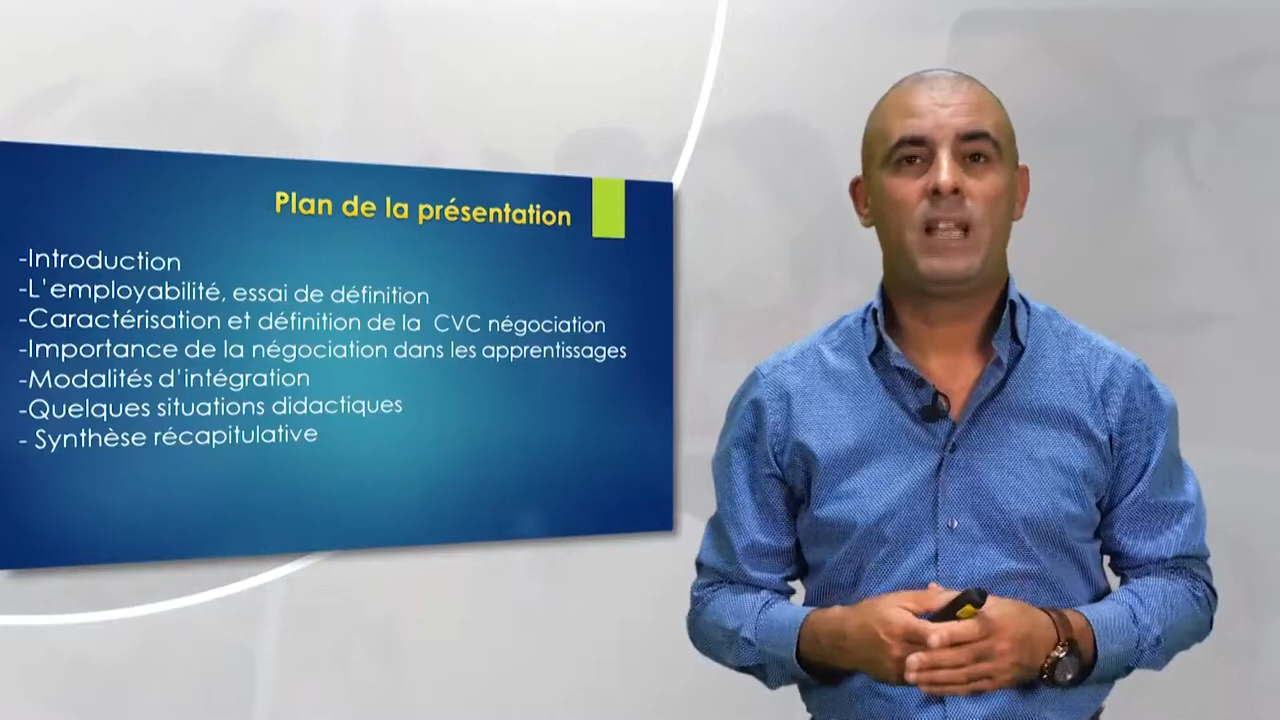 Plan de la présentation
-Introduction
-L'employabilité, essai de définition
-Caractérisation et définition de la CVC négociation
-Importance de la négociation dans les apprentissages
-Modalités d'intégration
-Quelques situations didactiques
- Synthèse récapitulative